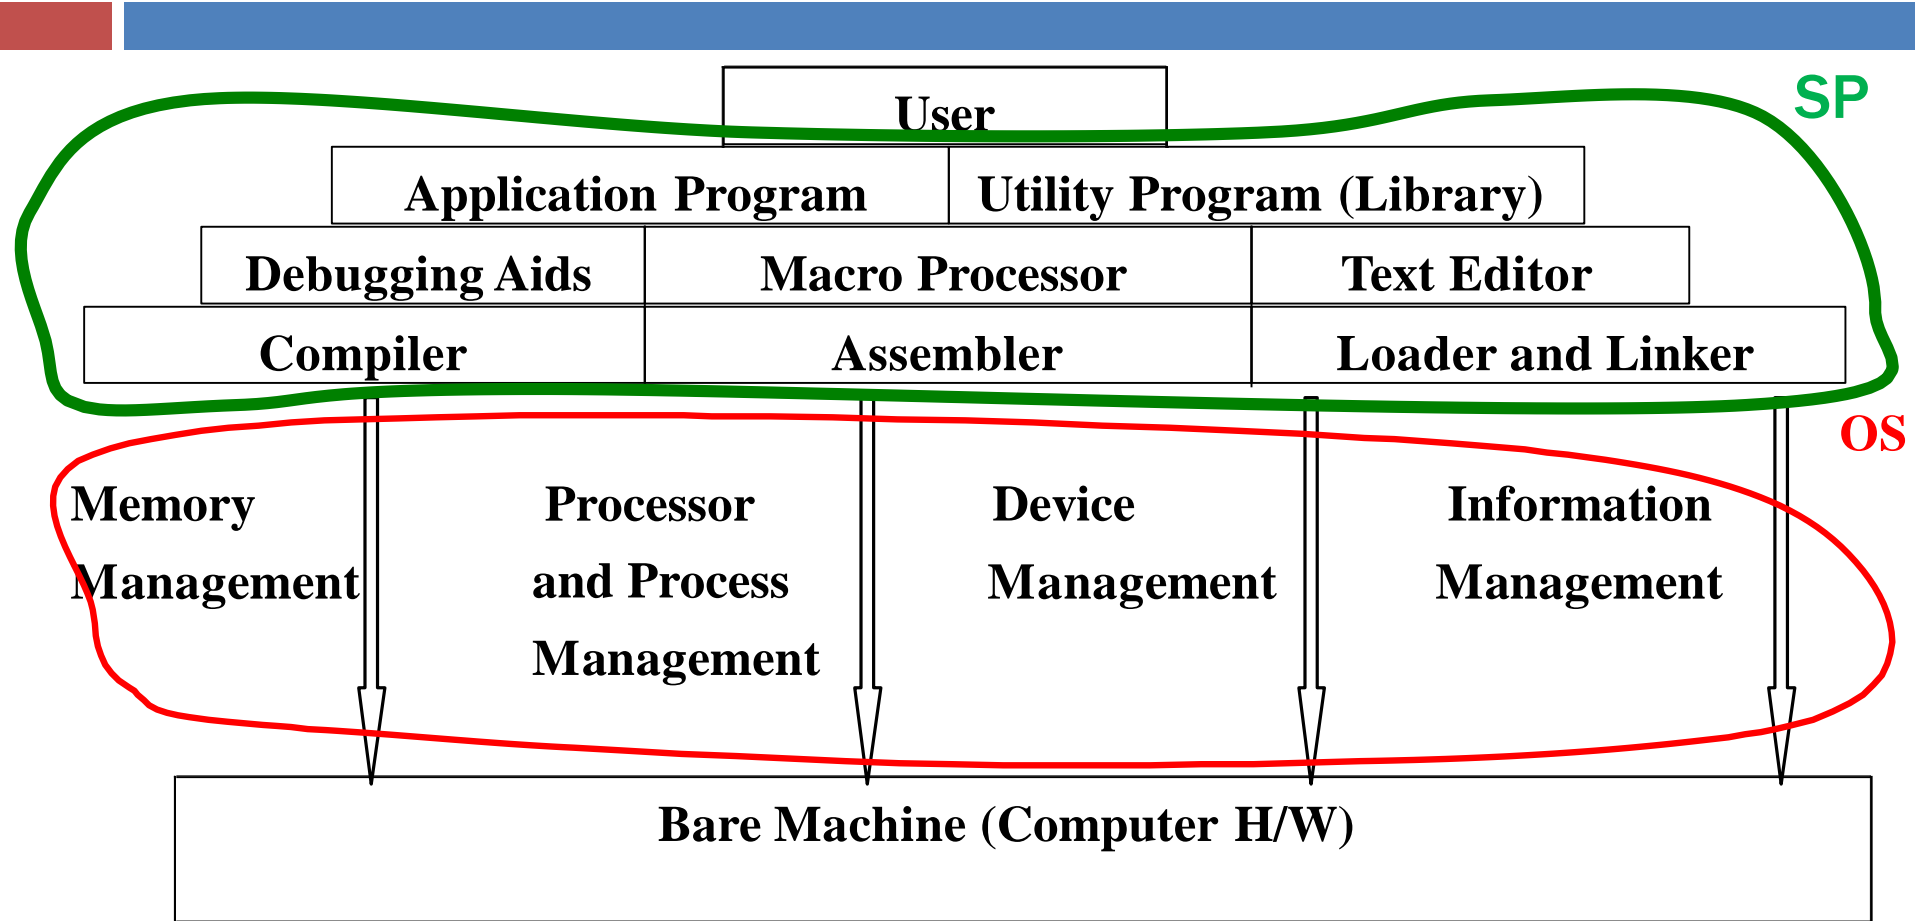 SP
User
Application Program
Utility Program (Library)
Debugging Aids
Macro Processor
Text Editor
Compiler
Assembler
Loader and Linker
OS
Memory
Management
Processor
and Process
Management
Device
Management
Information
Management
Bare Machine (Computer H/W)